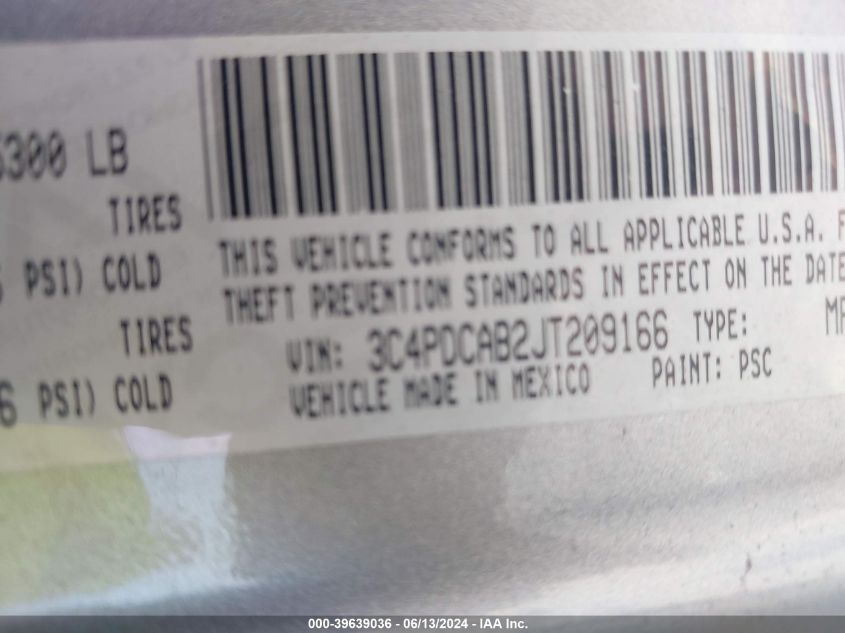 300 LB
TIRES
PSI) COLD
TIRES
6 PSI) COLD
THIS VEHICLE CONFORMS TO ALL APPLICABLE U.S.A. F
THEFT PREVENTION STANDARDS IN EFFECT ON THE DATE
VIN: 3C4PDCAB2JT209166 TYPE: MP
VEHICLE MADE IN MEXICO PAINT: PSC
000-39639036 - 06/13/2024 - IAA Inc.